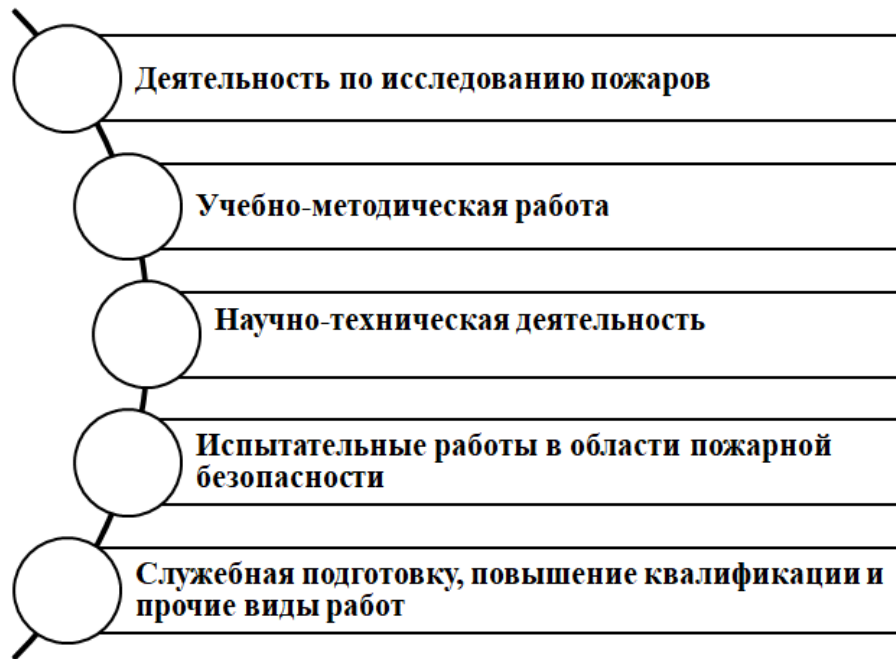 Деятельность по исследованию пожаров
Учебно-методическая работа
Научно-техническая деятельность
Испытательные работы в области пожарной
безопасности
Служебная подготовку, повышение квалификации и
прочие виды работ